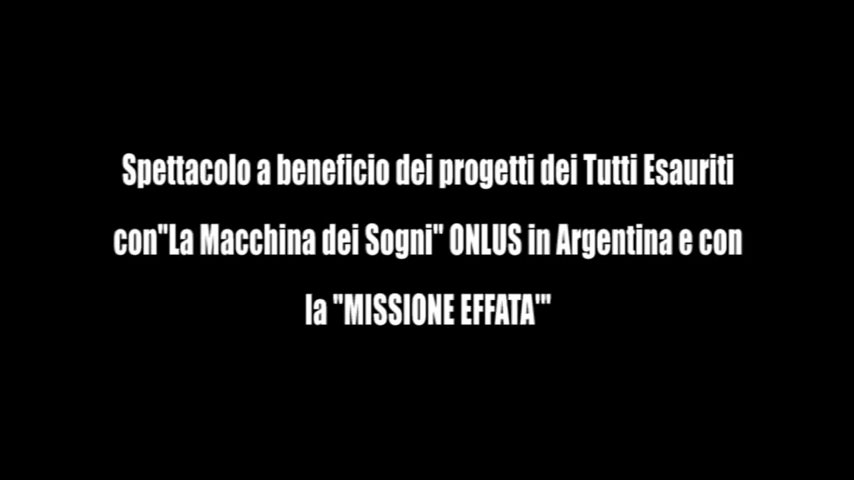 Spettacolo a beneficio dei progetti dei Tutti Esauriti
con"La Macchina dei Sogni" ONLUS in Argentina e con
la "MISSIONE EFFATA'"